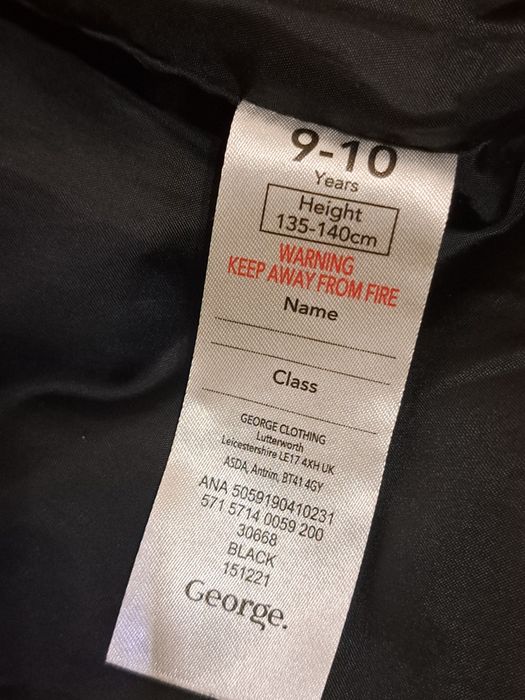 9-10
Years
Height
135-140cm
WARNING
KEEP AWAY FROM FIRE
Name
Class
GEORGE CLOTHING
Lutterworth
Leicestershire LE17 4XH UK
ASDA, Antrim, BT41 4GY
ANA 5059190410231
571 5714 0059 200
30668
BLACK
151221
George.